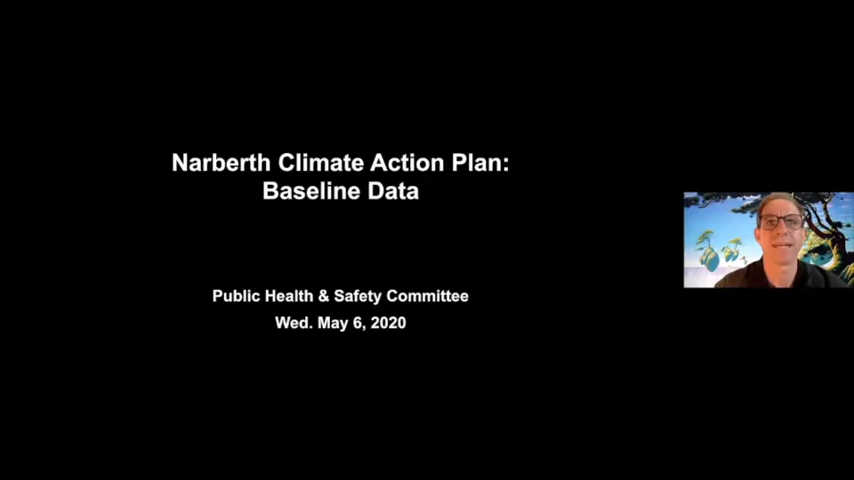 Narberth Climate Action Plan:
Baseline Data
Public Health & Safety Committee
Wed. May 6, 2020